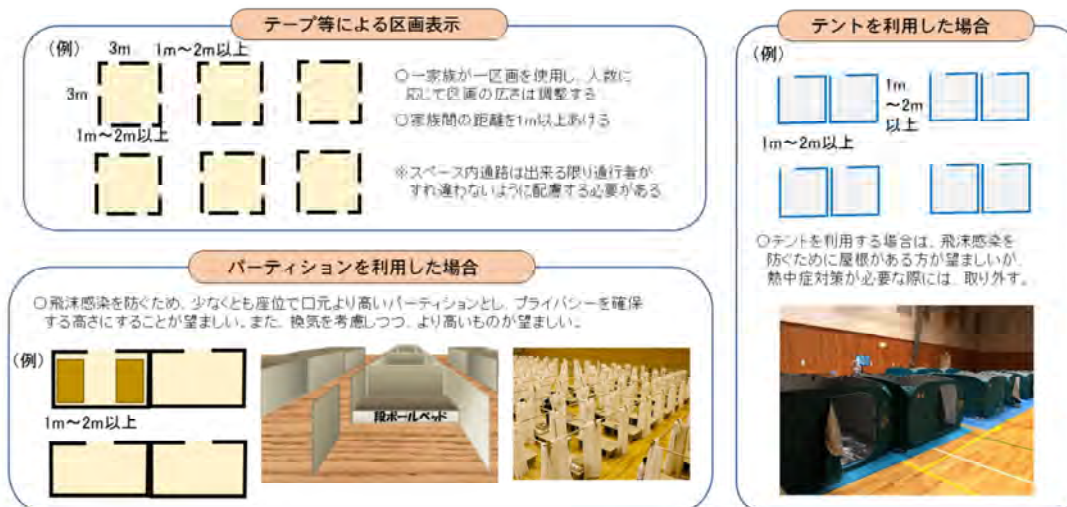 テープ等による区画表示
(例)
3m
1m～2m以上
3m
1m～2m以上
○一家族が一区画を使用し、人数に
応じて区画の広さは調整する
○家族間の距離を1m以上あける
※スペース内通路は出来る限り通行者が
すれ違わないように配慮する必要がある
パーティションを利用した場合
○飛沫感染を防ぐため、少なくとも座位で口元より高いパーティションとし、プライバシーを確保
する高さにすることが望ましい。また、換気を考慮しつつ、より高いものが望ましい。
(例)
1m～2m以上
段ボールベッド
テントを利用した場合
(例)
1m
～2m
以上
1m～2m以上
○テントを利用する場合は、飛沫感染を
防ぐために屋根がある方が望ましいが、
熱中症対策が必要な際には、取り外す。